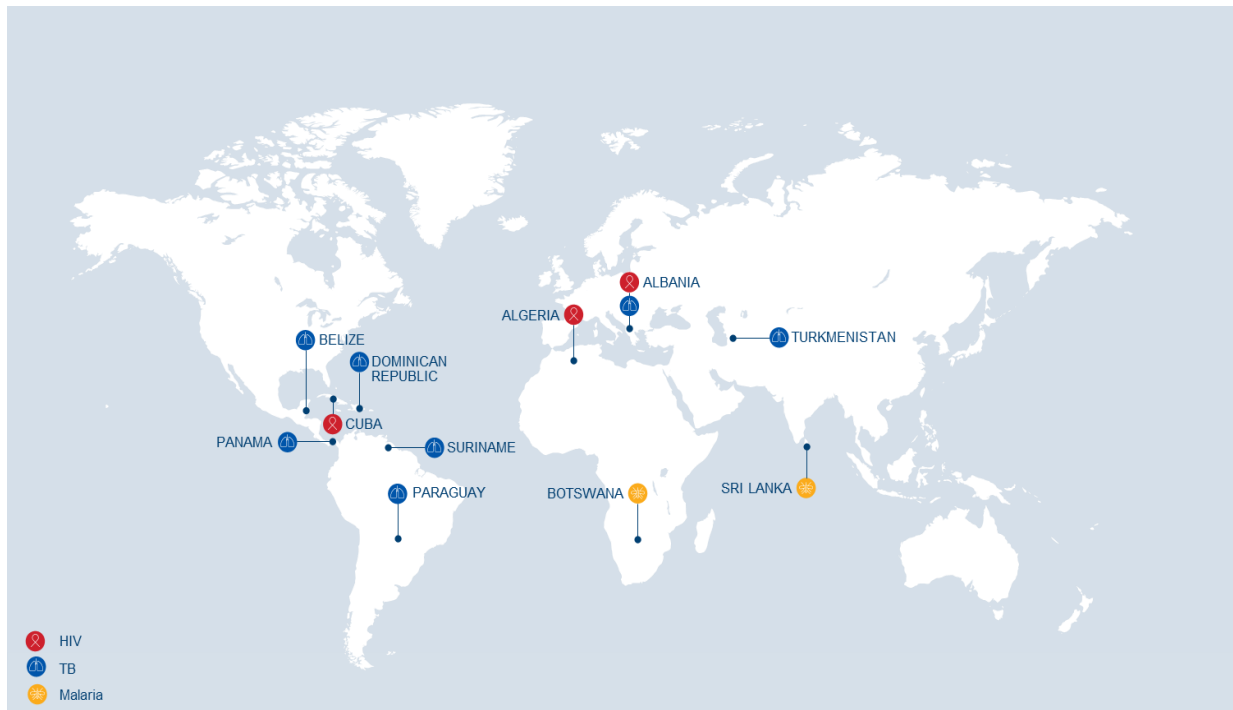 ALBANIA
ALGERIA
BELIZE
TURKMENISTAN
DOMINICAN
REPUBLIC
CUBA
PANAMA
SURINAME
PARAGUAY
BOTSWANA
SRI LANKA
HIV
TB
Malaria